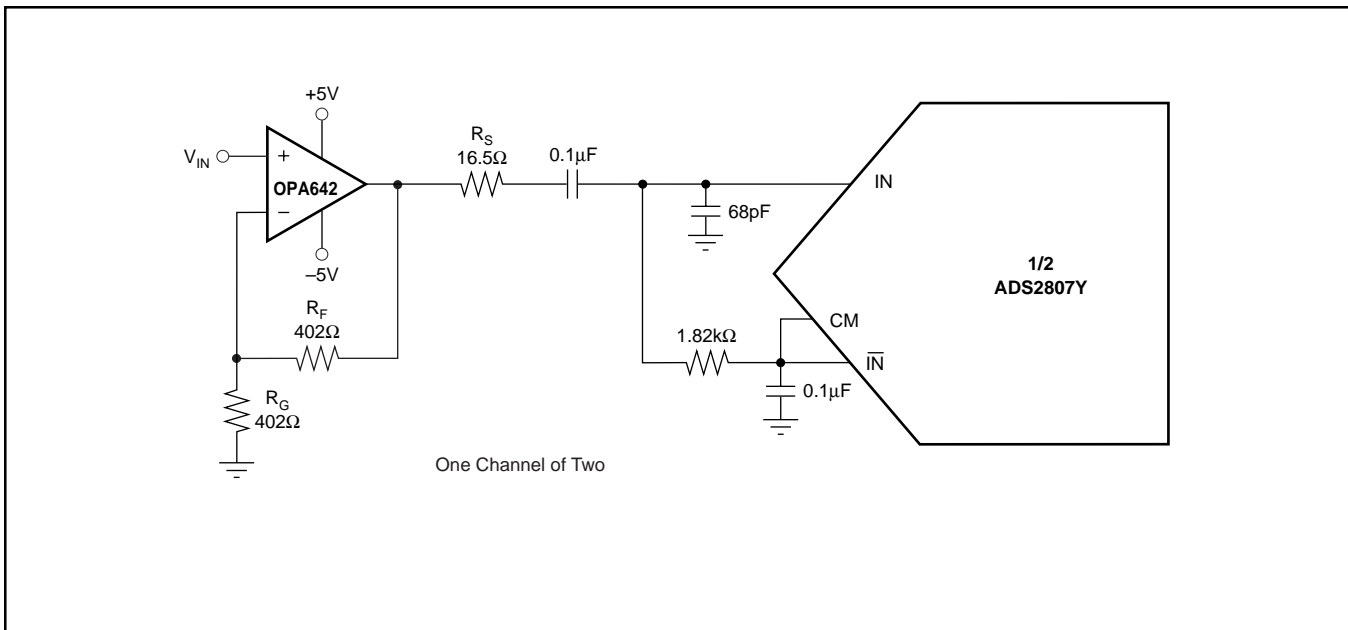 +5V
V_IN
+
OPA642
−
–5V
R_S
16.5Ω
0.1µF
68pF
IN
1/2
ADS2807Y
CM
I̅N̅
1.82kΩ
0.1µF
R_F
402Ω
R_G
402Ω
One Channel of Two